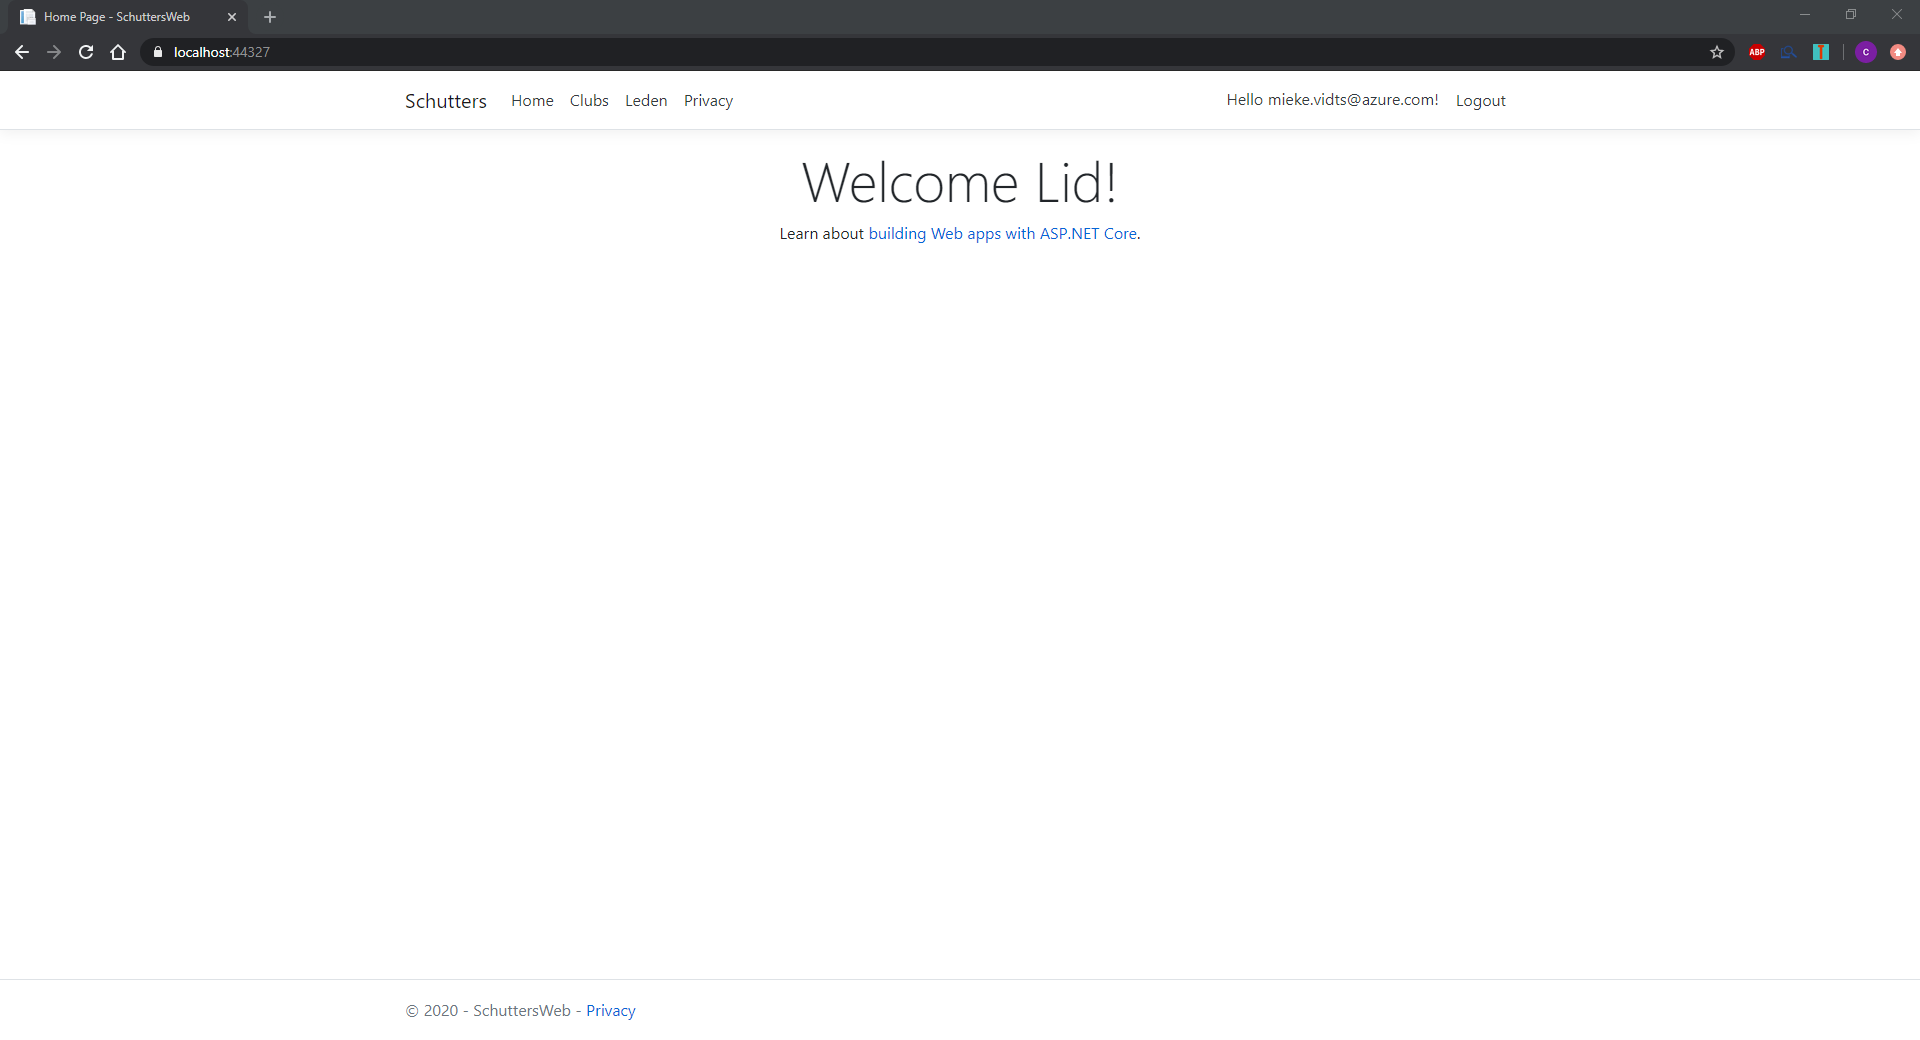 Home Page - SchuttersWeb
localhost:44327
ABP
C
Schutters Home Clubs Leden Privacy Hello mieke.vidts@azure.com! Logout
Welcome Lid!
Learn about building Web apps with ASP.NET Core.
© 2020 - SchuttersWeb - Privacy